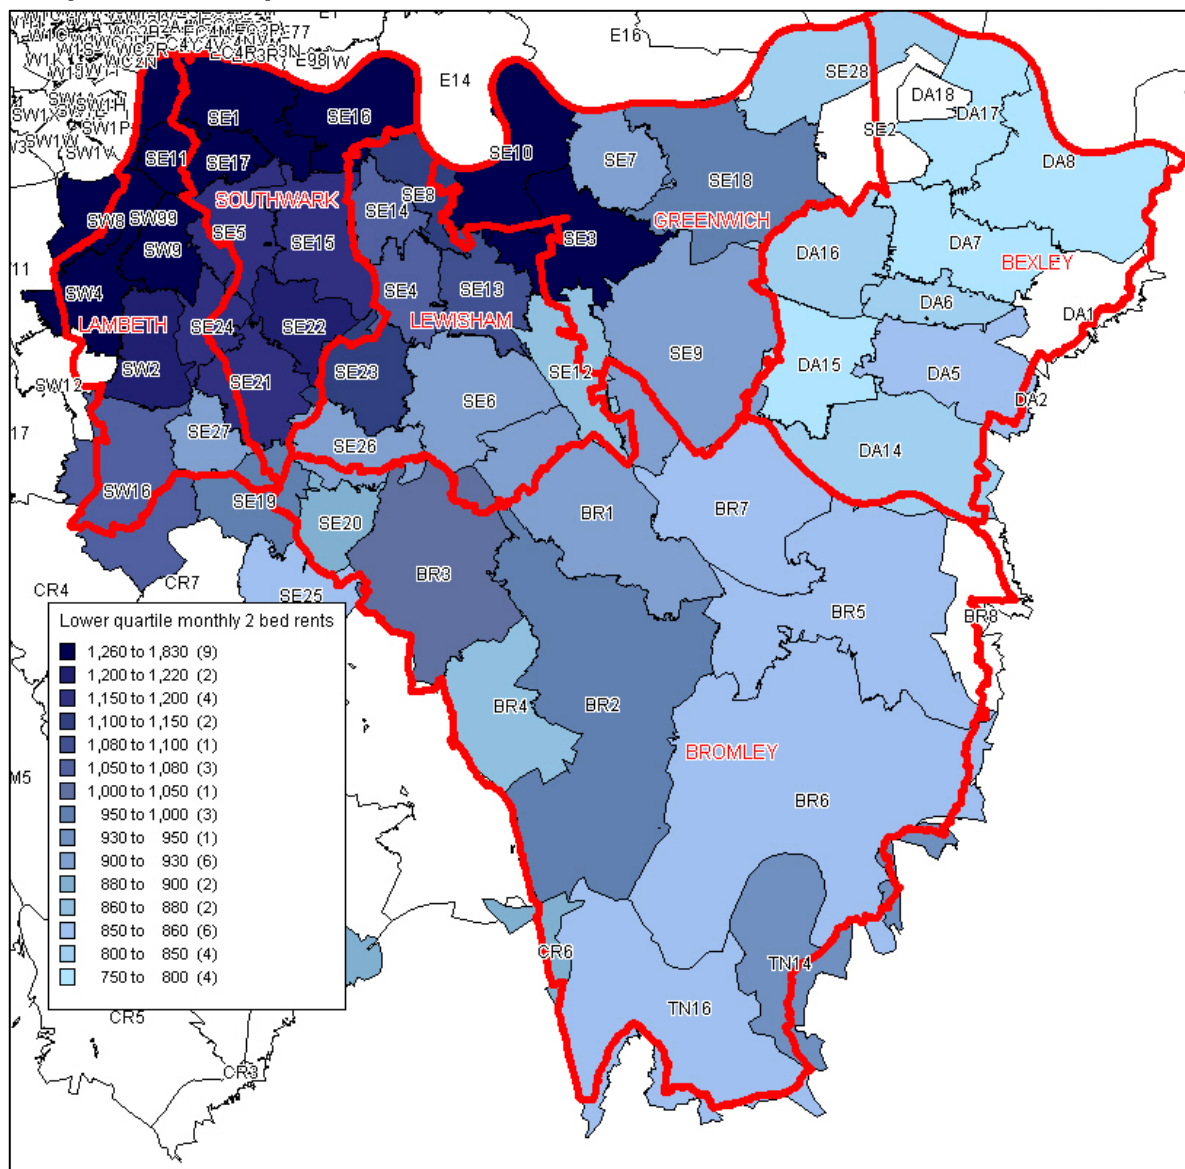 E16
E14
SE28
DA18
DA17
SE2
DA8
SE1
SE16
SE11
SE17
SE10
SE7
SE18
SE8
SE14
SOUTHWARK
GREENWICH
SW8
SW99
SW9
SE5
SE15
SE3
DA7
BEXLEY
DA16
SW4
SE4
SE13
DA6
DA1
LAMBETH
SE24
SE22
LEWISHAM
SW2
SE21
SE23
SE12
SE9
DA15
DA5
SW12
SE6
DA2
SE27
SE26
DA14
SW16
SE19
SE20
BR1
BR7
BR3
CR4
CR7
SE25
BR5
BR8
Lower quartile monthly 2 bed rents
1,260 to 1,830 (9)
1,200 to 1,220 (2)
1,150 to 1,200 (4)
1,100 to 1,150 (2)
1,080 to 1,100 (1)
1,050 to 1,080 (3)
1,000 to 1,050 (1)
950 to 1,000 (3)
930 to 950 (1)
900 to 930 (6)
880 to 900 (2)
860 to 880 (2)
850 to 860 (6)
800 to 850 (4)
750 to 800 (4)
BR4
BR2
BROMLEY
BR6
CR6
TN14
TN16
CR5
CR3